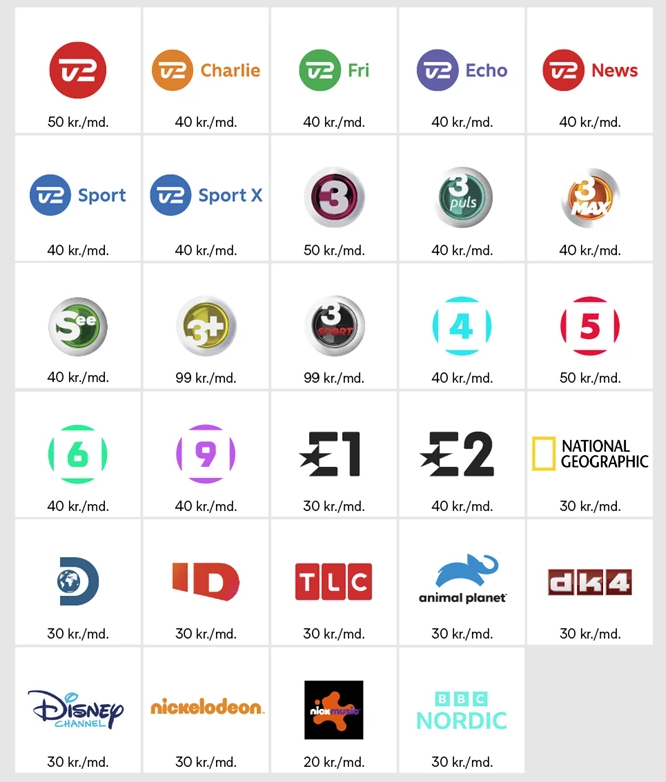 TV2
50 kr./md.
TV2 Charlie
40 kr./md.
TV2 Fri
40 kr./md.
TV2 Echo
40 kr./md.
TV2 News
40 kr./md.
TV2 Sport
40 kr./md.
TV2 Sport X
40 kr./md.
3
50 kr./md.
3
puls
40 kr./md.
3
MAX
40 kr./md.
See
40 kr./md.
3+
99 kr./md.
3
SPORT
99 kr./md.
4
40 kr./md.
5
50 kr./md.
6
40 kr./md.
9
40 kr./md.
E1
30 kr./md.
E2
40 kr./md.
NATIONAL
GEOGRAPHIC
30 kr./md.
D
30 kr./md.
ID
30 kr./md.
TLC
30 kr./md.
animal planet
30 kr./md.
dk4
30 kr./md.
Disney
CHANNEL
30 kr./md.
nickelodeon
30 kr./md.
nickmusic
20 kr./md.
BBC
NORDIC
30 kr./md.